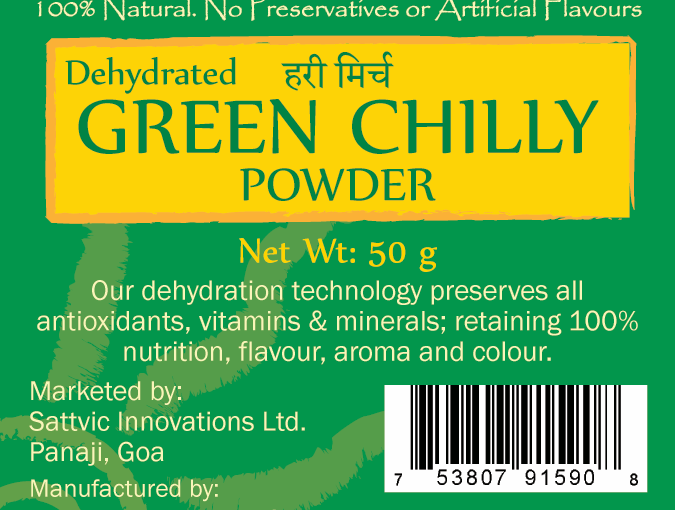 100% Natural. No Preservatives or Artificial Flavours
Dehydrated हरी मिर्च
GREEN CHILLY
POWDER
Net Wt: 50 g
Our dehydration technology preserves all
antioxidants, vitamins & minerals; retaining 100%
nutrition, flavour, aroma and colour.
Marketed by:
Sattvic Innovations Ltd.
Panaji, Goa
Manufactured by:
7 53807 91590 8